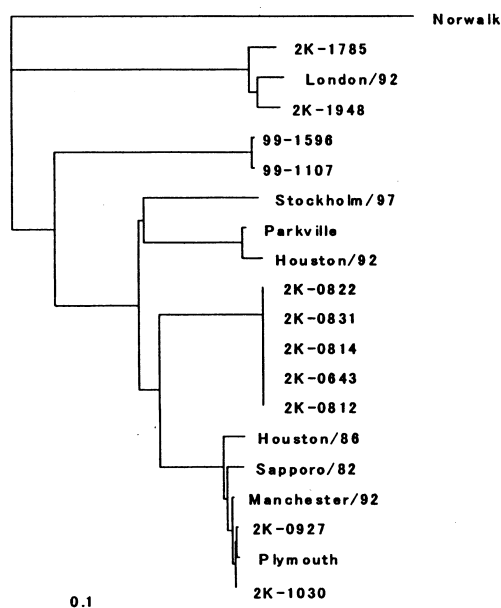 Norwalk
2K-1785
London/92
2K-1948
99-1596
99-1107
Stockholm/97
Parkville
Houston/92
2K-0822
2K-0831
2K-0814
2K-0643
2K-0812
Houston/86
Sapporo/82
Manchester/92
2K-0927
Plymouth
2K-1030
0.1